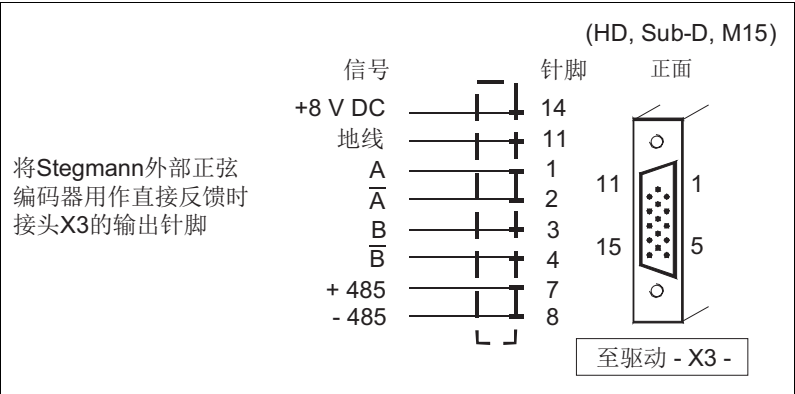 (HD, Sub-D, M15)
信号 针脚 正面
+8 V DC 14
地线 11
A 1
A̅ 2
B 3
B̅ 4
+ 485 7
- 485 8
将Stegmann外部正弦
编码器用作直接反馈时
接头X3的输出针脚
11 1
15 5
至驱动 - X3 -